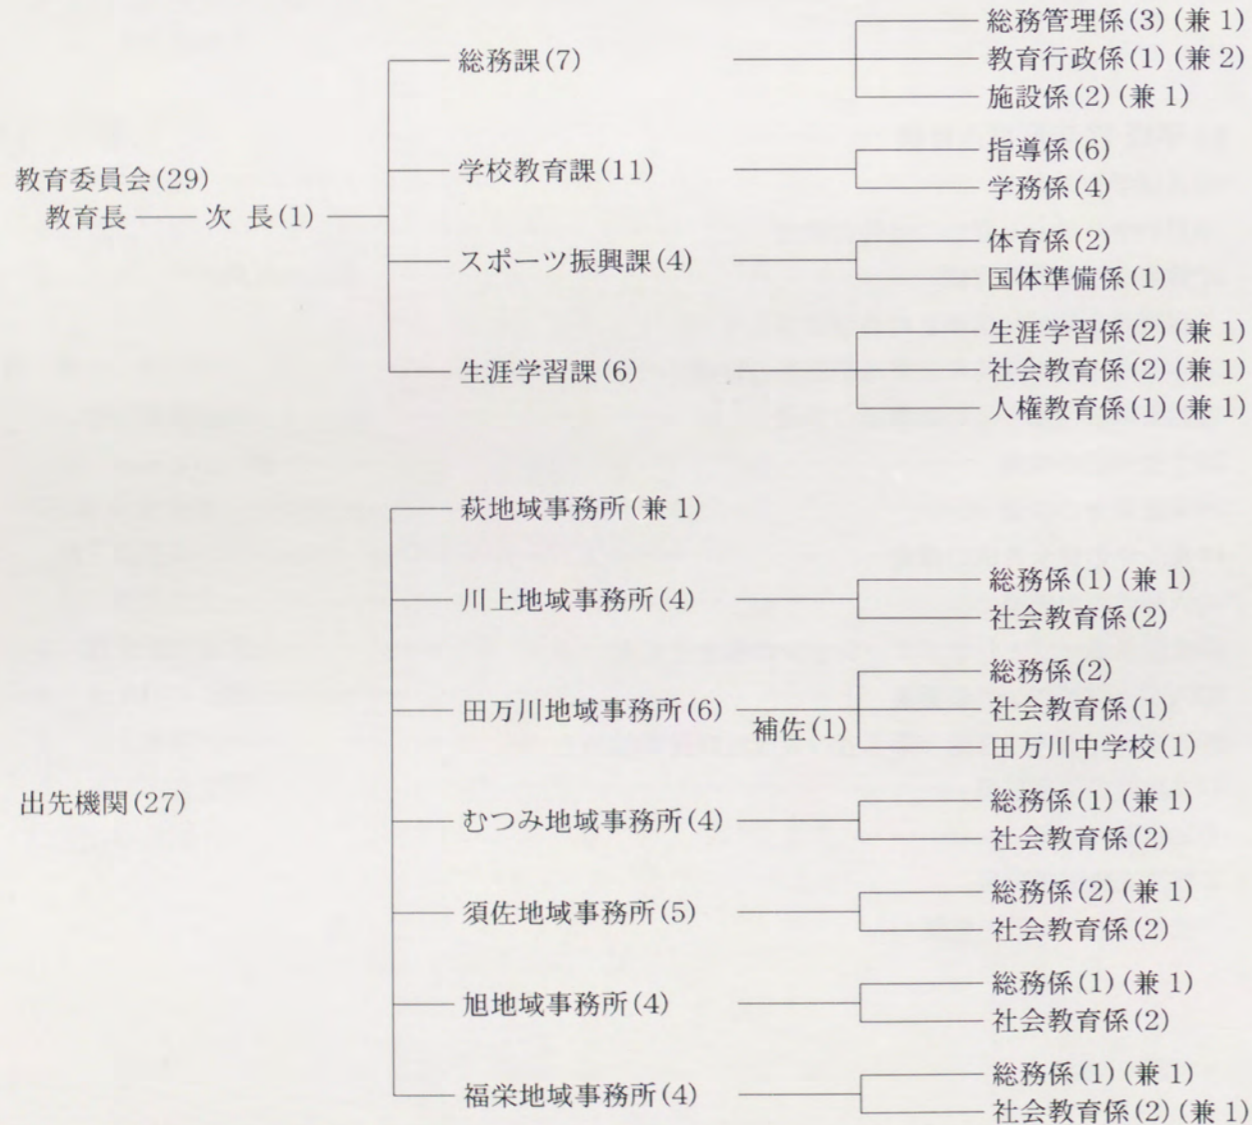 教育委員会(29)
教育長 次 長(1)
総務課(7)
総務管理係(3)(兼 1)
教育行政係(1)(兼 2)
施設係(2)(兼 1)
学校教育課(11)
指導係(6)
学務係(4)
スポーツ振興課(4)
体育係(2)
国体準備係(1)
生涯学習課(6)
生涯学習係(2)(兼 1)
社会教育係(2)(兼 1)
人権教育係(1)(兼 1)
出先機関(27)
萩地域事務所(兼 1)
川上地域事務所(4)
総務係(1)(兼 1)
社会教育係(2)
田万川地域事務所(6)
補佐(1)
総務係(2)
社会教育係(1)
田万川中学校(1)
むつみ地域事務所(4)
総務係(1)(兼 1)
社会教育係(2)
須佐地域事務所(5)
総務係(2)(兼 1)
社会教育係(2)
旭地域事務所(4)
総務係(1)(兼 1)
社会教育係(2)
福栄地域事務所(4)
総務係(1)(兼 1)
社会教育係(2)(兼 1)